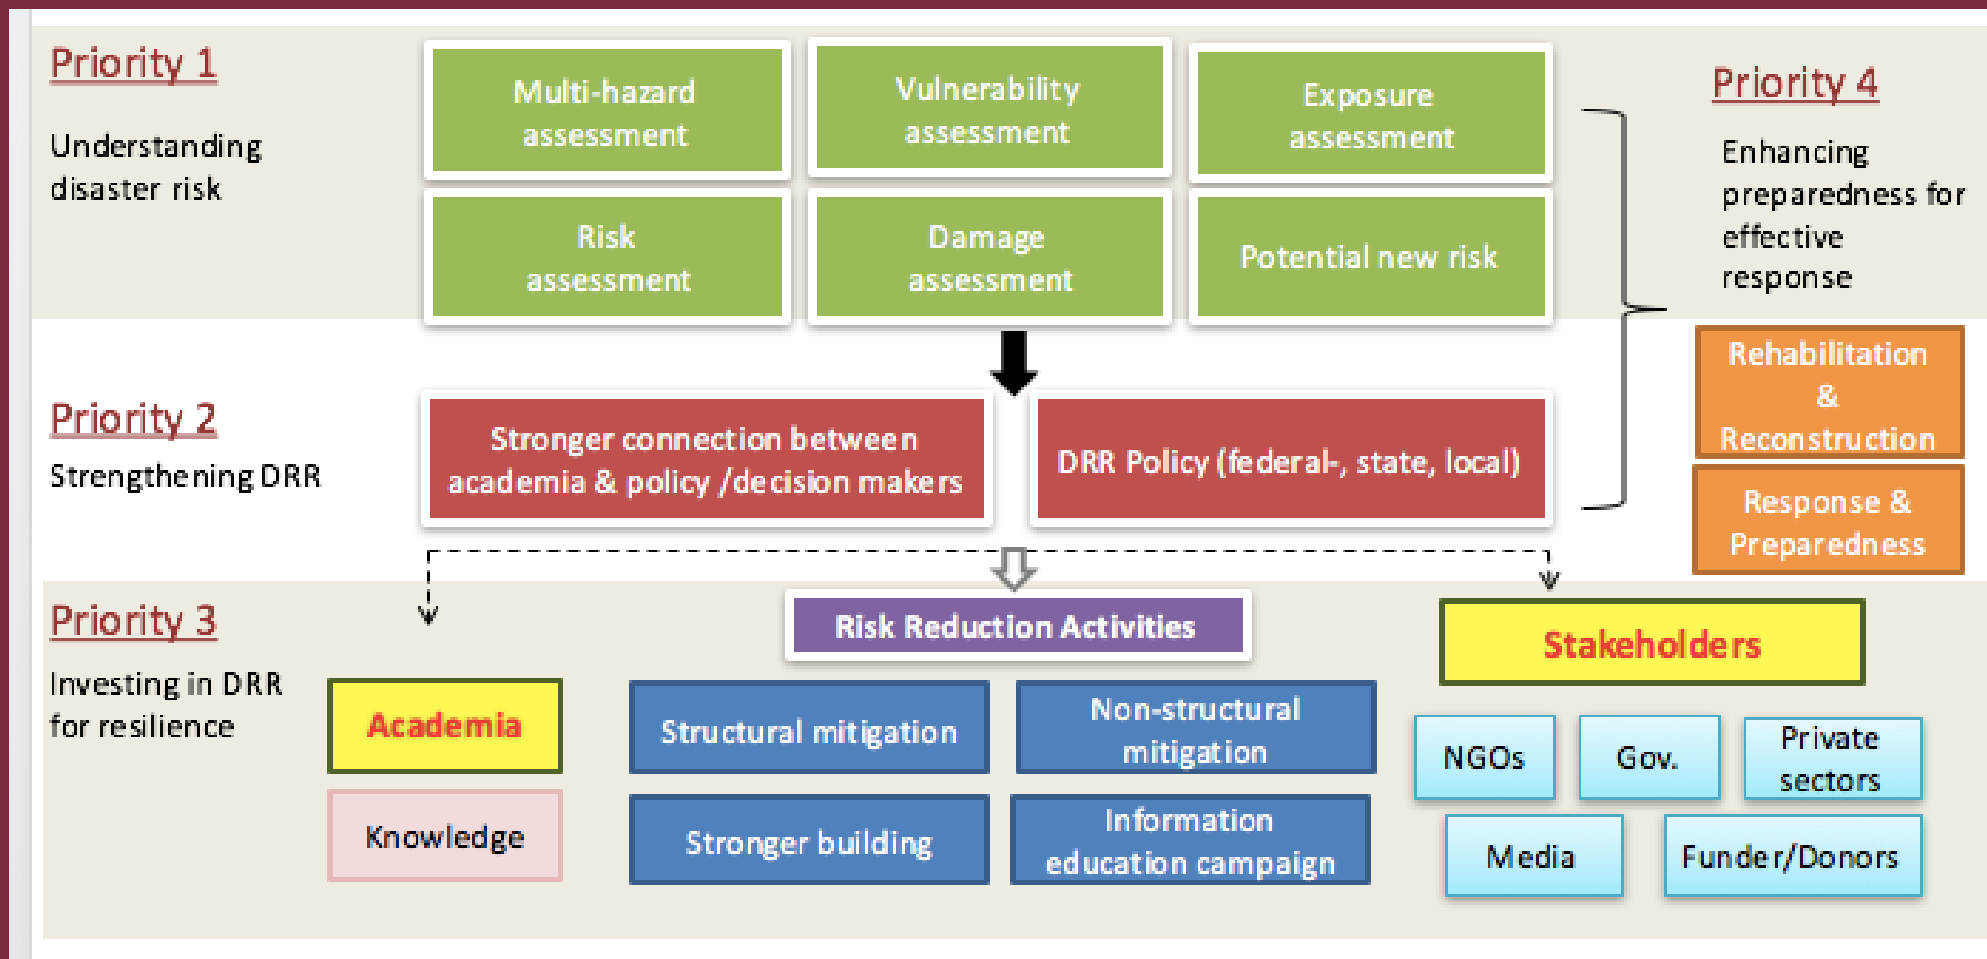 Priority 1
Understanding
disaster risk
Multi-hazard
assessment
Vulnerability
assessment
Exposure
assessment
Risk
assessment
Damage
assessment
Potential new risk
Priority 4
Enhancing
preparedness for
effective
response
Rehabilitation
&
Reconstruction
Response &
Preparedness
Priority 2
Strengthening DRR
Stronger connection between
academia & policy /decision makers
DRR Policy (federal-, state, local)
Priority 3
Investing in DRR
for resilience
Academia
Knowledge
Risk Reduction Activities
Structural mitigation
Non-structural
mitigation
Stronger building
Information
education campaign
Stakeholders
NGOs
Gov.
Private
sectors
Media
Funder/Donors